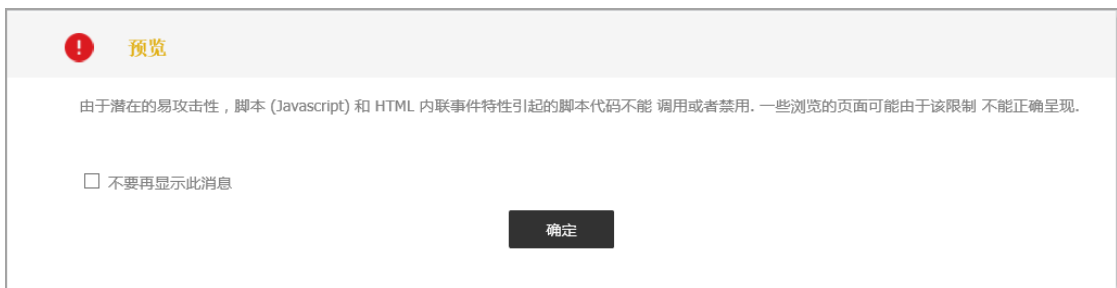 预览
由于潜在的易攻击性，脚本 (Javascript) 和 HTML 内联事件特性引起的脚本代码不能 调用或者禁用. 一些浏览的页面可能由于该限制 不能正确呈现.
不要再显示此消息
确定